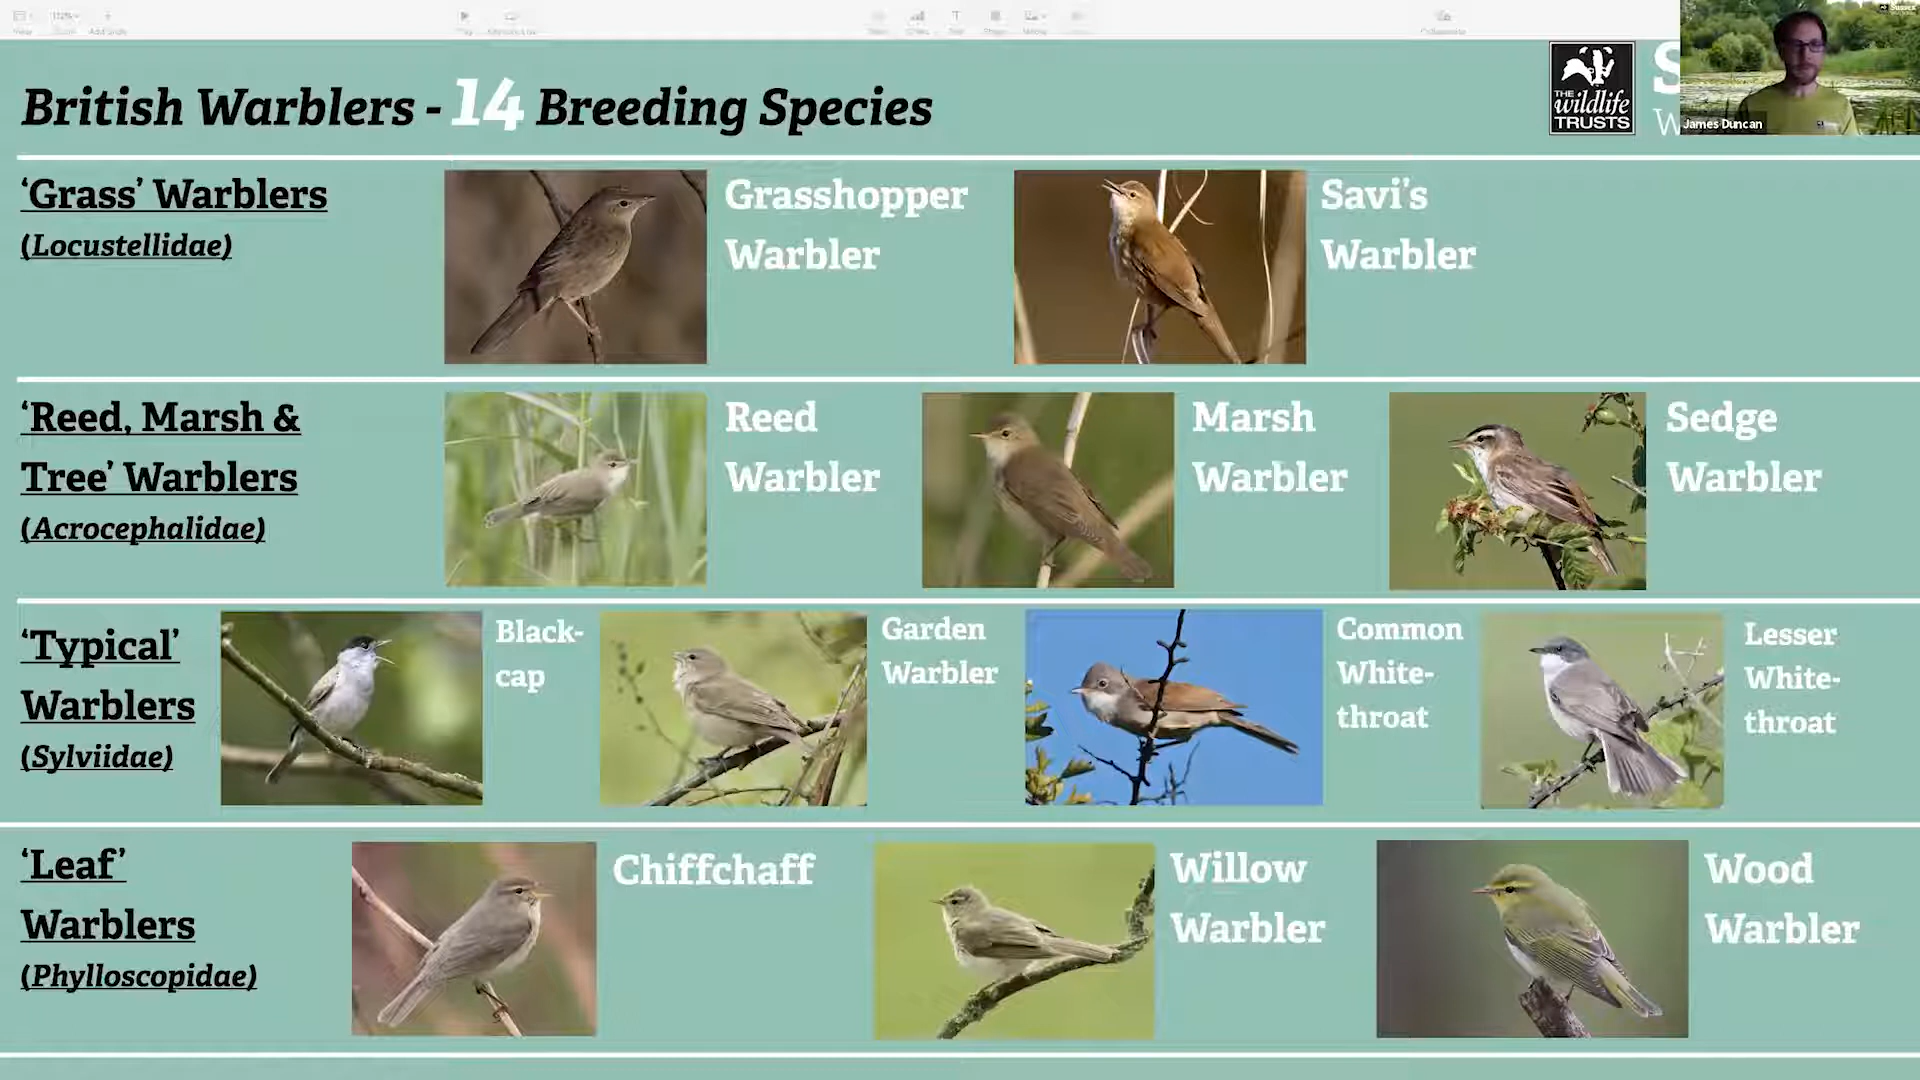 British Warblers - 14 Breeding Species
THE
wildlife
TRUSTS
S
W
James Duncan
'Grass' Warblers
(Locustellidae)
Grasshopper
Warbler
Savi's
Warbler
'Reed, Marsh &
Tree' Warblers
(Acrocephalidae)
Reed
Warbler
Marsh
Warbler
Sedge
Warbler
'Typical'
Warblers
(Sylviidae)
Black-
cap
Garden
Warbler
Common
White-
throat
Lesser
White-
throat
'Leaf'
Warblers
(Phylloscopidae)
Chiffchaff
Willow
Warbler
Wood
Warbler